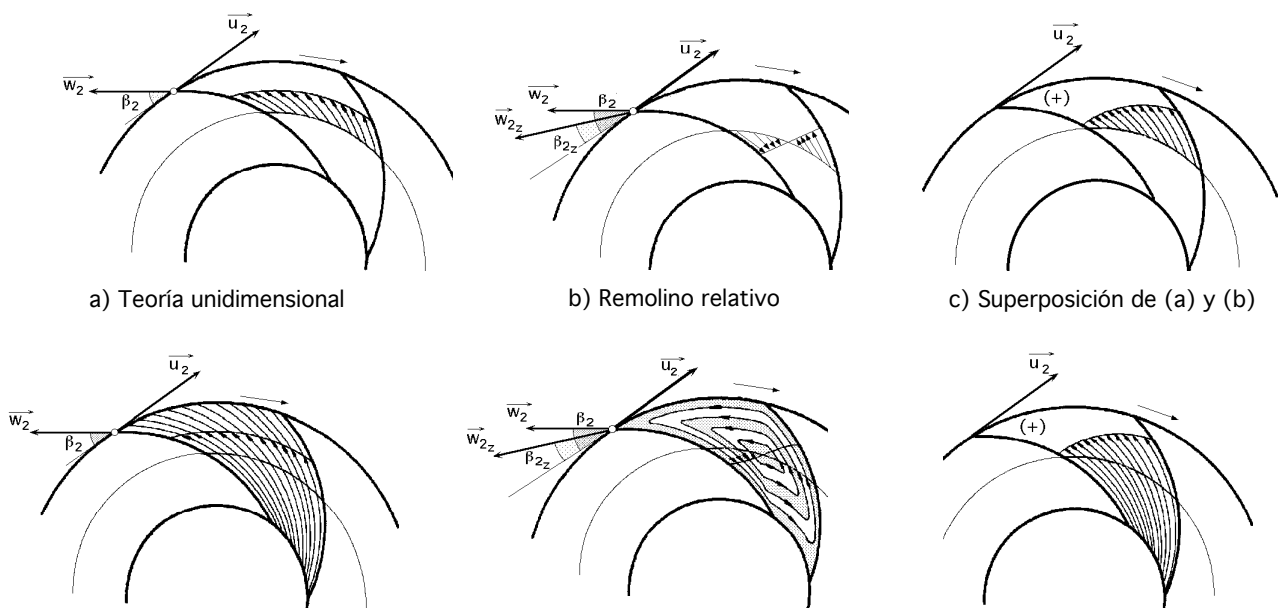 u₂
w₂
β₂
u₂
w₂
β₂
w₂z
β₂z
u₂
(+)
a) Teoría unidimensional
b) Remolino relativo
c) Superposición de (a) y (b)
u₂
w₂
β₂
u₂
w₂
β₂
w₂z
β₂z
u₂
(+)